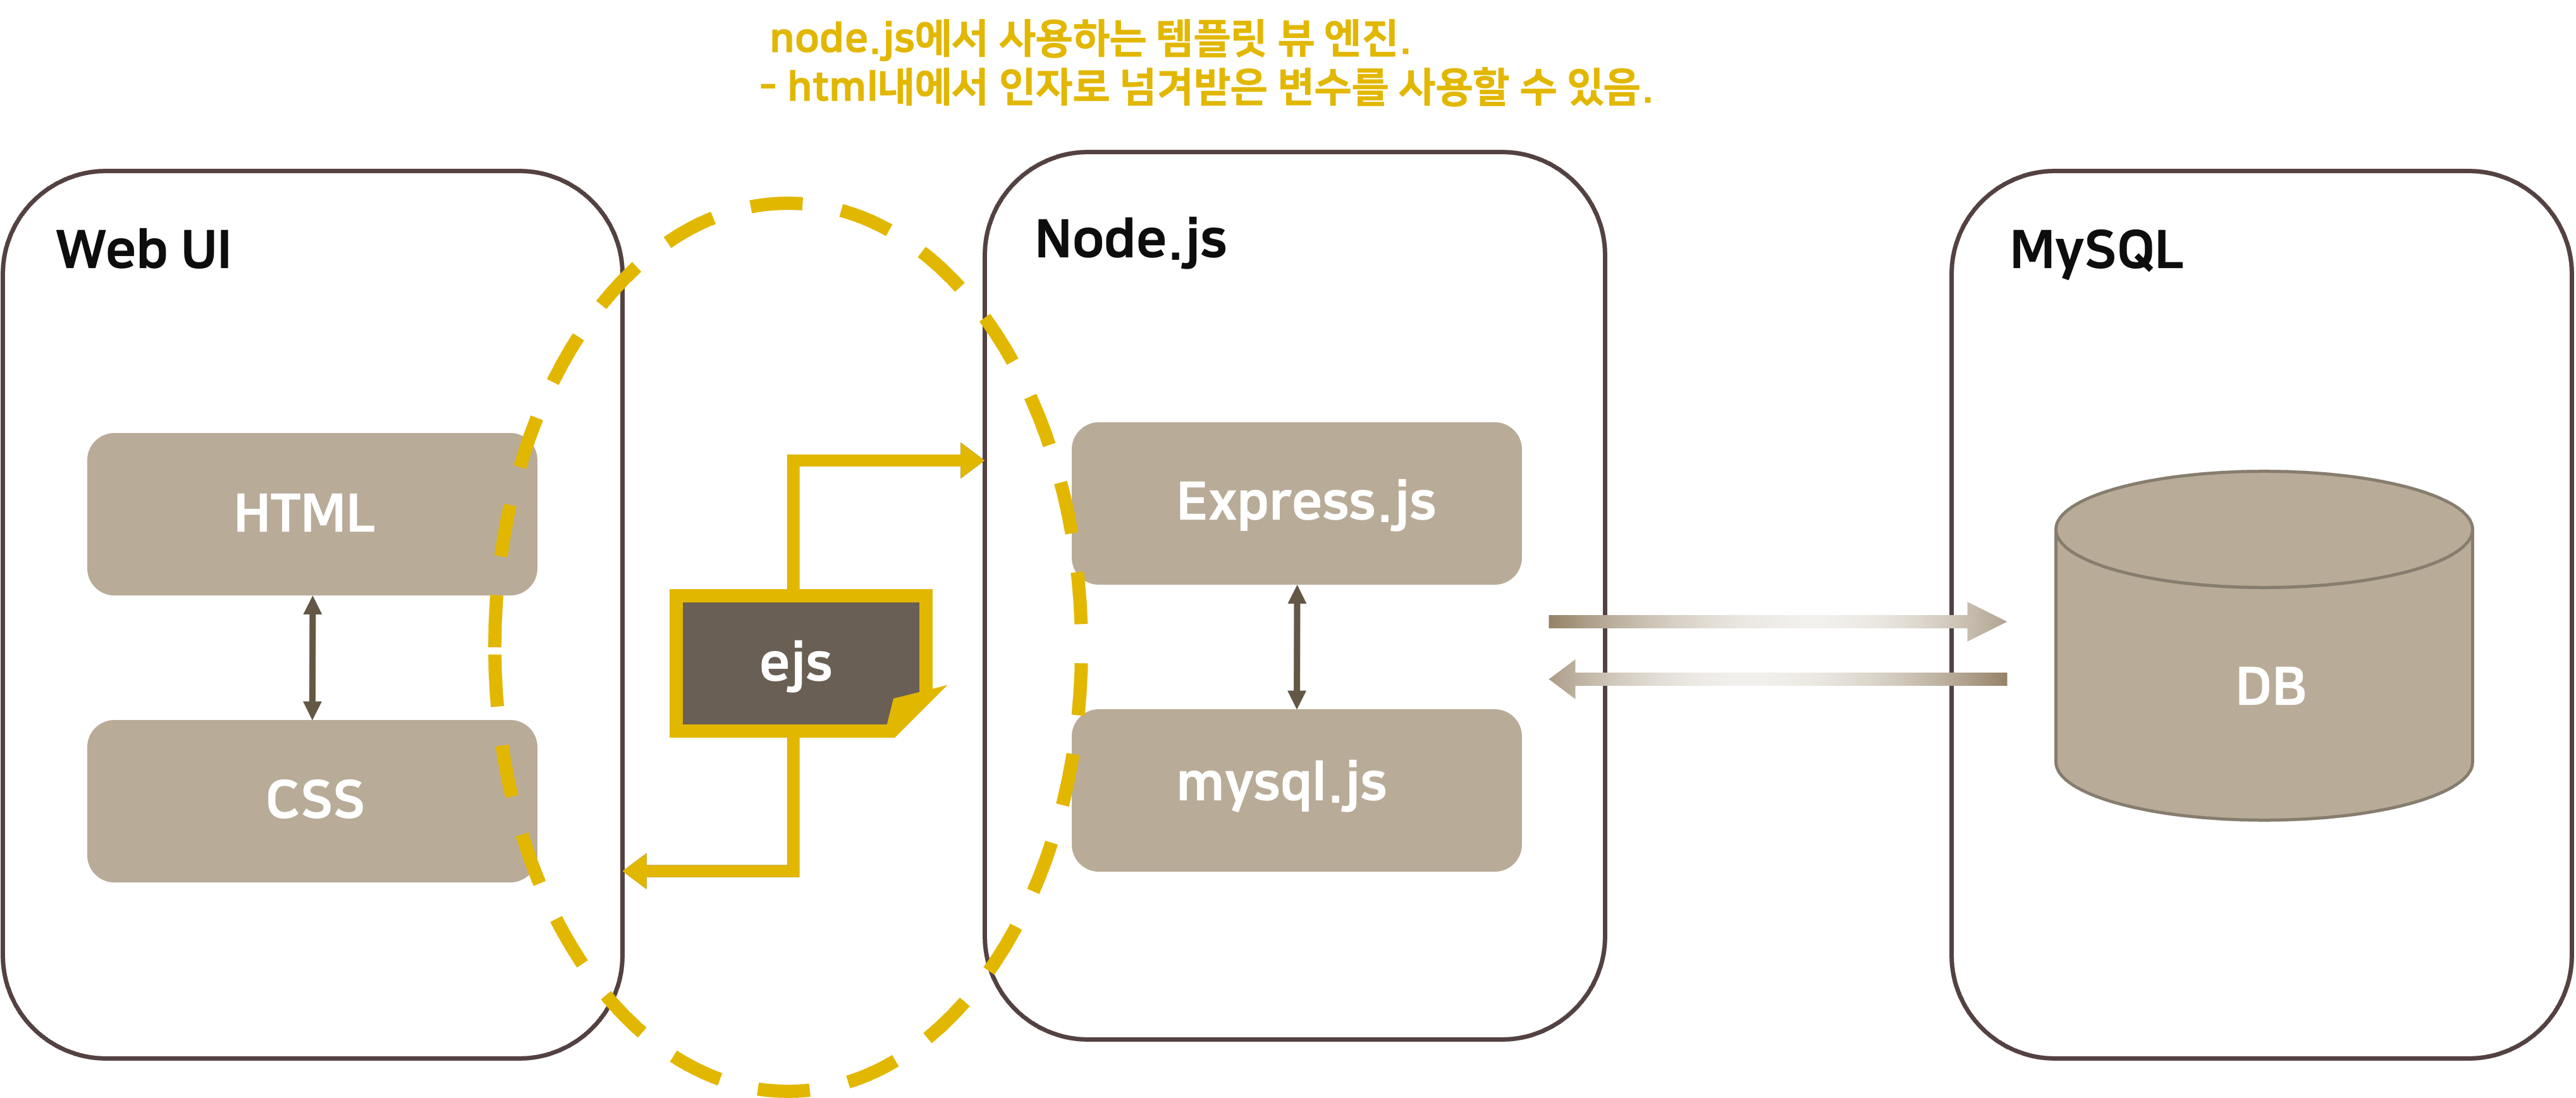 node.js에서 사용하는 템플릿 뷰 엔진.
- html내에서 인자로 넘겨받은 변수를 사용할 수 있음.
Web UI
HTML
CSS
ejs
Node.js
Express.js
mysql.js
MySQL
DB